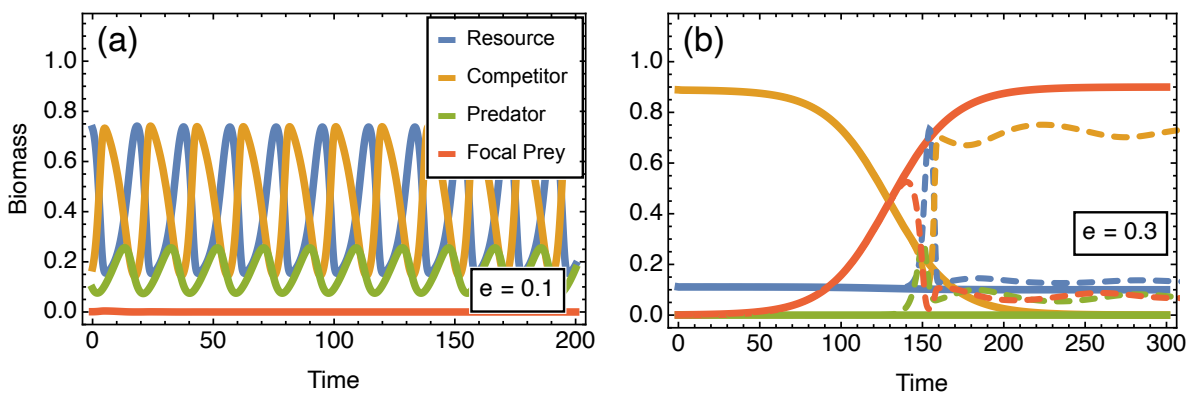 (a)
Resource
Competitor
Predator
Focal Prey
e = 0.1
Biomass
1.0
0.8
0.6
0.4
0.2
0.0
0 50 100 150 200
Time
(b)
e = 0.3
1.0
0.8
0.6
0.4
0.2
0.0
0 50 100 150 200 250 300
Time